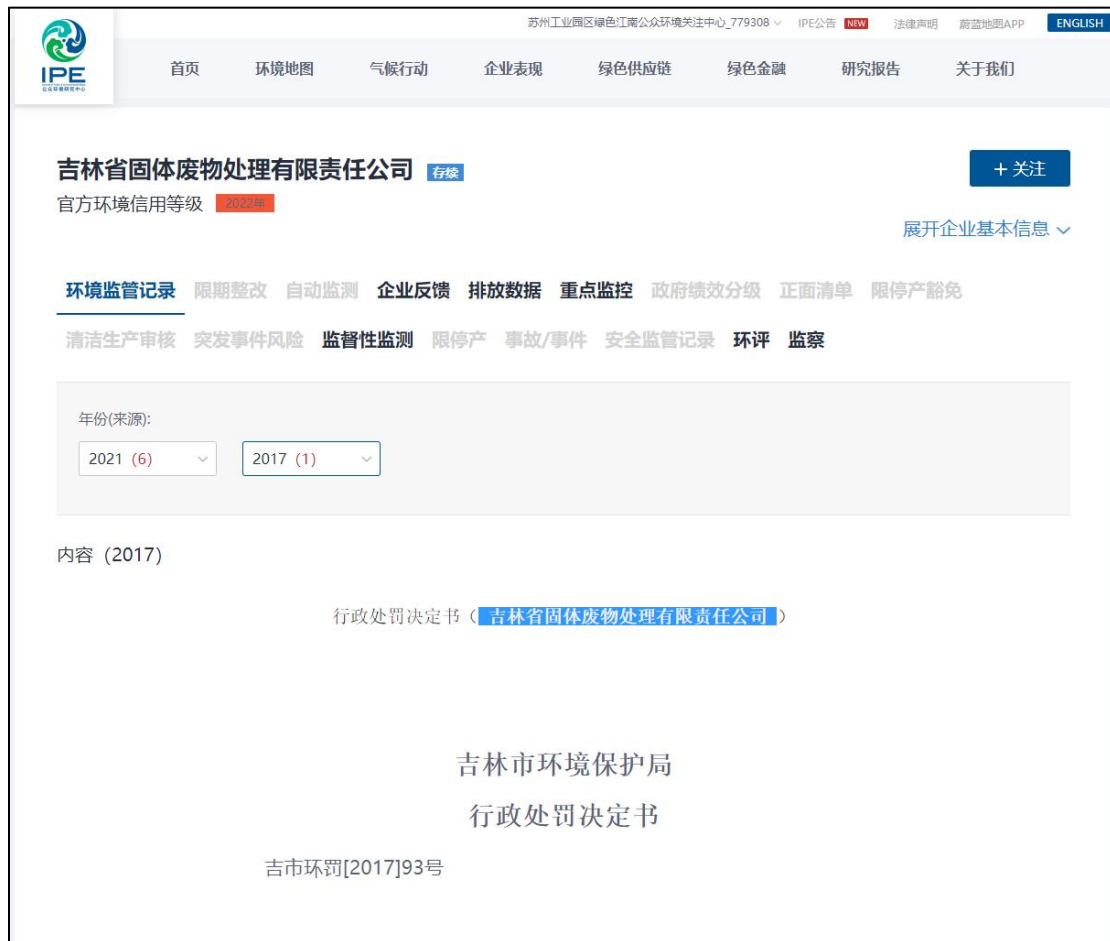 苏州工业园区绿色江南公众环境关注中心_779308 IPE公告 NEW 法律声明 蔚蓝地图APP ENGLISH
IPE
公众环境研究中心
首页 环境地图 气候行动 企业表现 绿色供应链 绿色金融 研究报告 关于我们
吉林省固体废物处理有限责任公司 存续
+ 关注
官方环境信用等级 2022年
展开企业基本信息
环境监管记录 限期整改 自动监测 企业反馈 排放数据 重点监控 政府绩效分级 正面清单 限停产豁免
清洁生产审核 突发事件风险 监督性监测 限停产 事故/事件 安全监管记录 环评 监察
年份(来源):
2021 (6) 2017 (1)
内容（2017）
行政处罚决定书（吉林省固体废物处理有限责任公司）
吉林市环境保护局
行政处罚决定书
吉市环罚[2017]93号